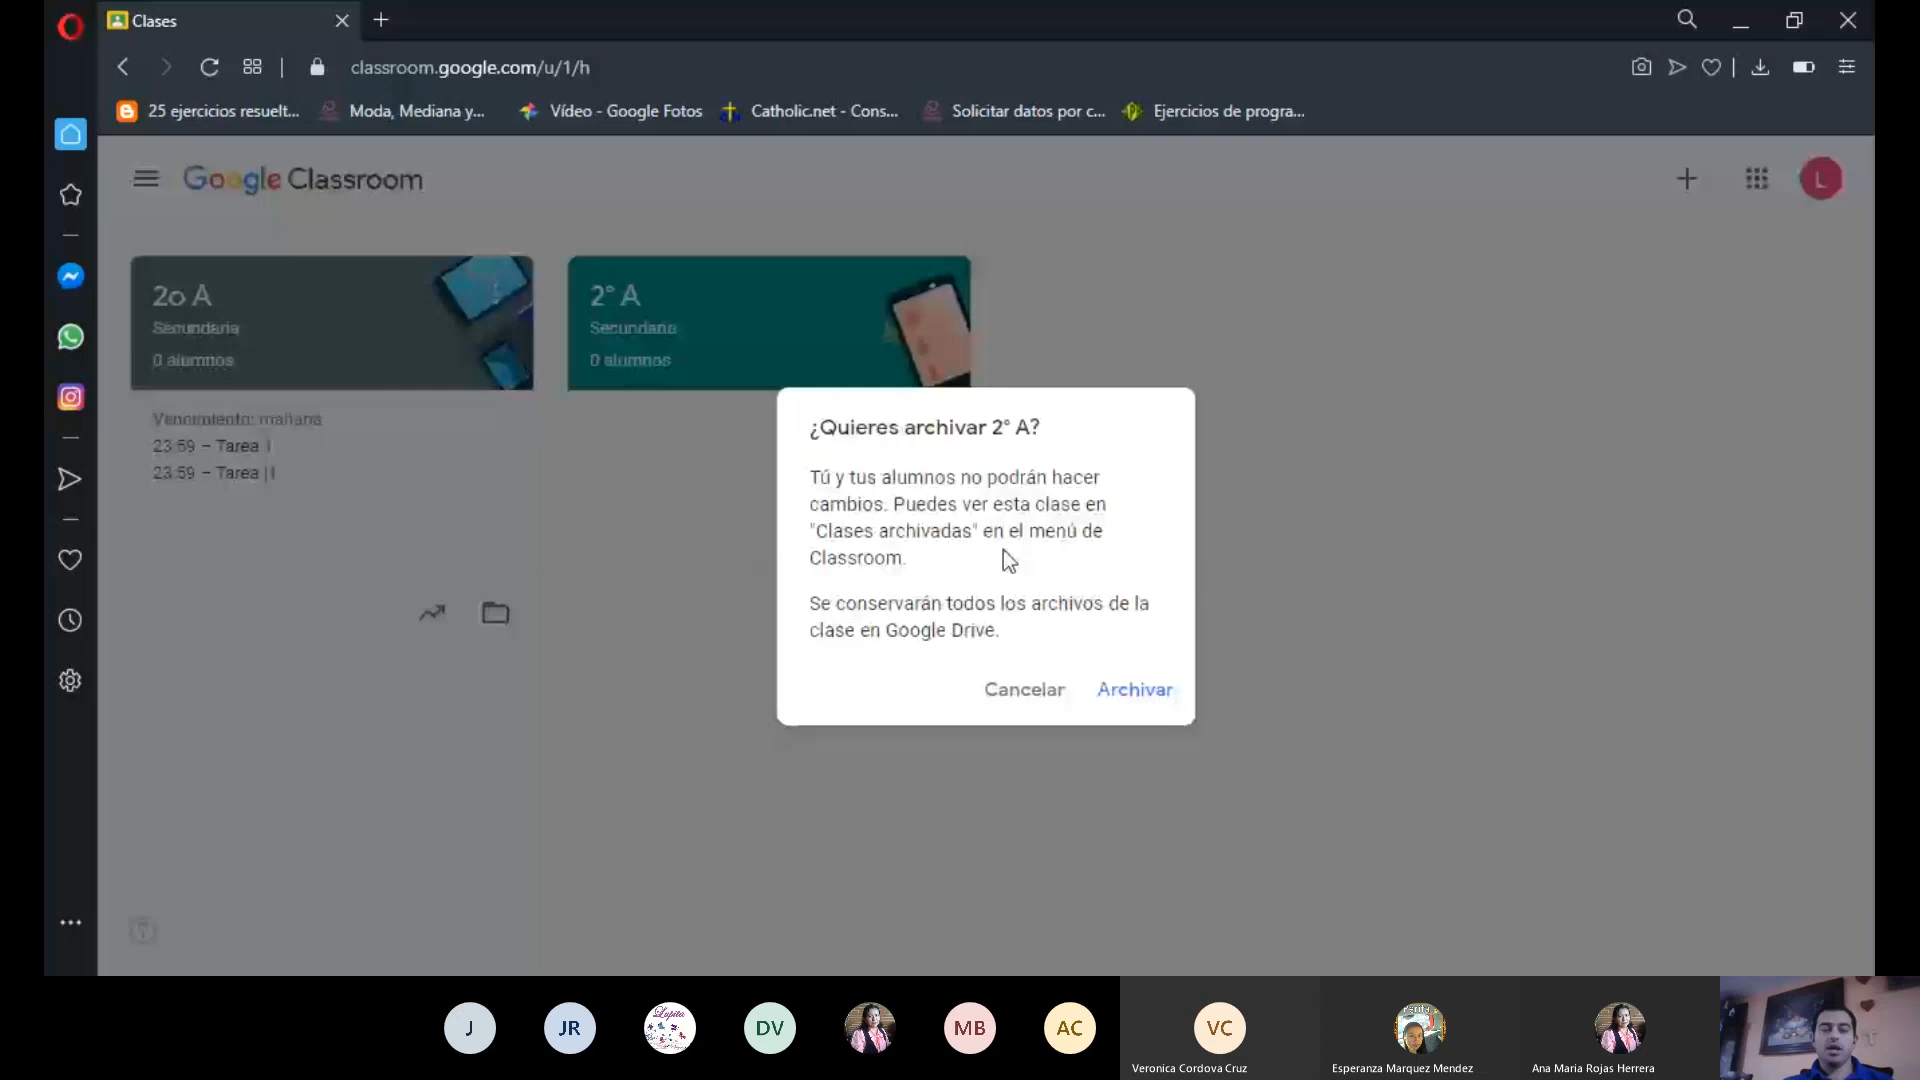 Clases
classroom.google.com/u/1/h
25 ejercicios resuelt...
Moda, Mediana y...
Vídeo - Google Fotos
Catholic.net - Cons...
Solicitar datos por c...
Ejercicios de progra...
Google Classroom
L
2o A
Secundaria
0 alumnos
2° A
Secundaria
0 alumnos
Vencimiento: mañana
23:59 – Tarea I
23:59 – Tarea II
¿Quieres archivar 2° A?
Tú y tus alumnos no podrán hacer
cambios. Puedes ver esta clase en
"Clases archivadas" en el menú de
Classroom.
Se conservarán todos los archivos de la
clase en Google Drive.
Cancelar
Archivar
J
JR
Lupita
DV
MB
AC
VC
Veronica Cordova Cruz
Esperanza Marquez Mendez
Ana Maria Rojas Herrera